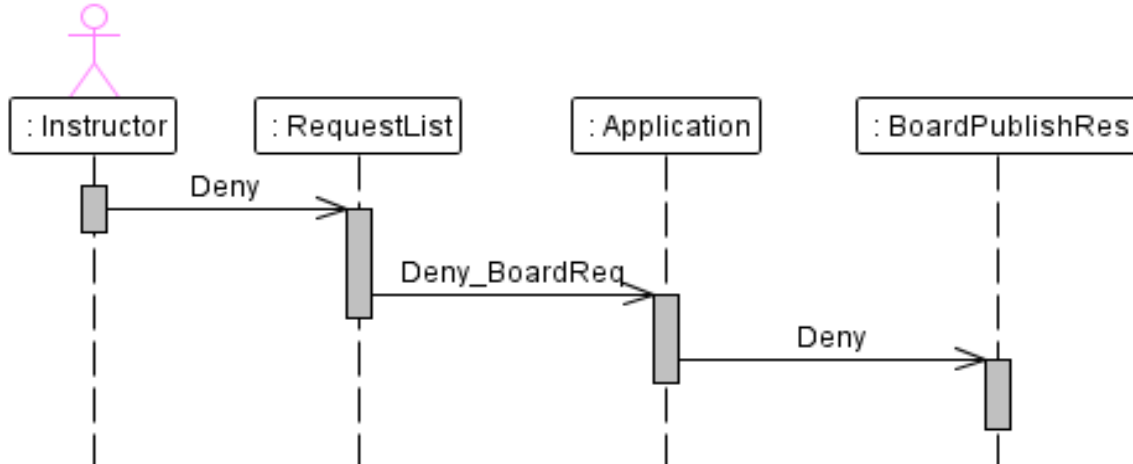 : Instructor
: RequestList
: Application
: BoardPublishRes
Deny
Deny_BoardReq
Deny